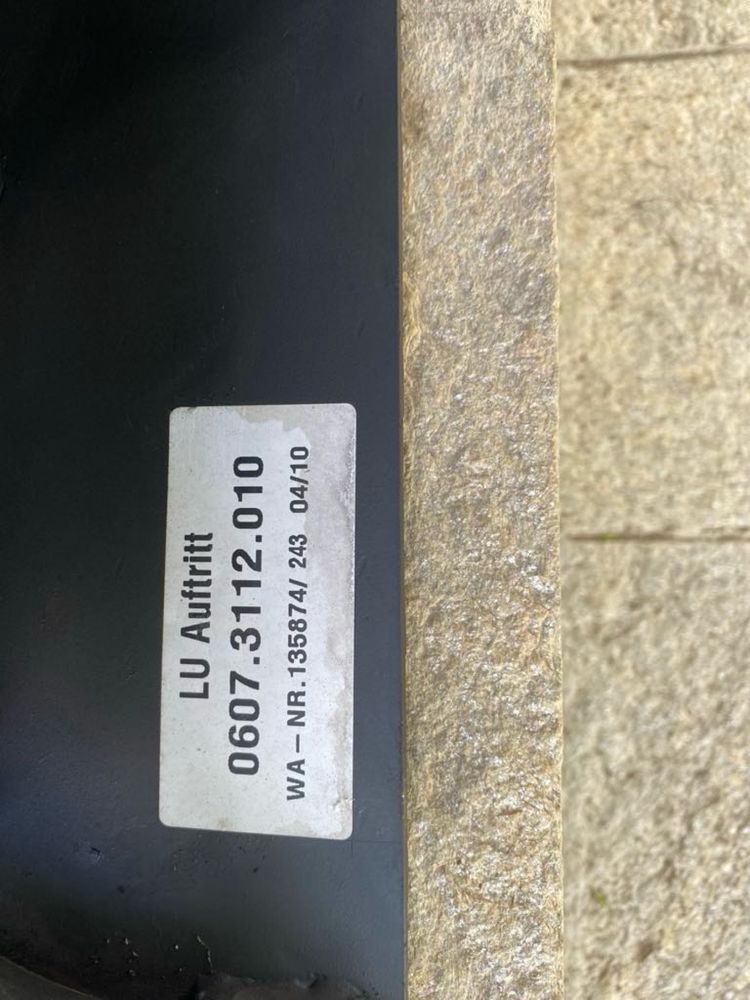 LU Auftritt
0607.3112.010
WA-NR.135874/ 243 04/10